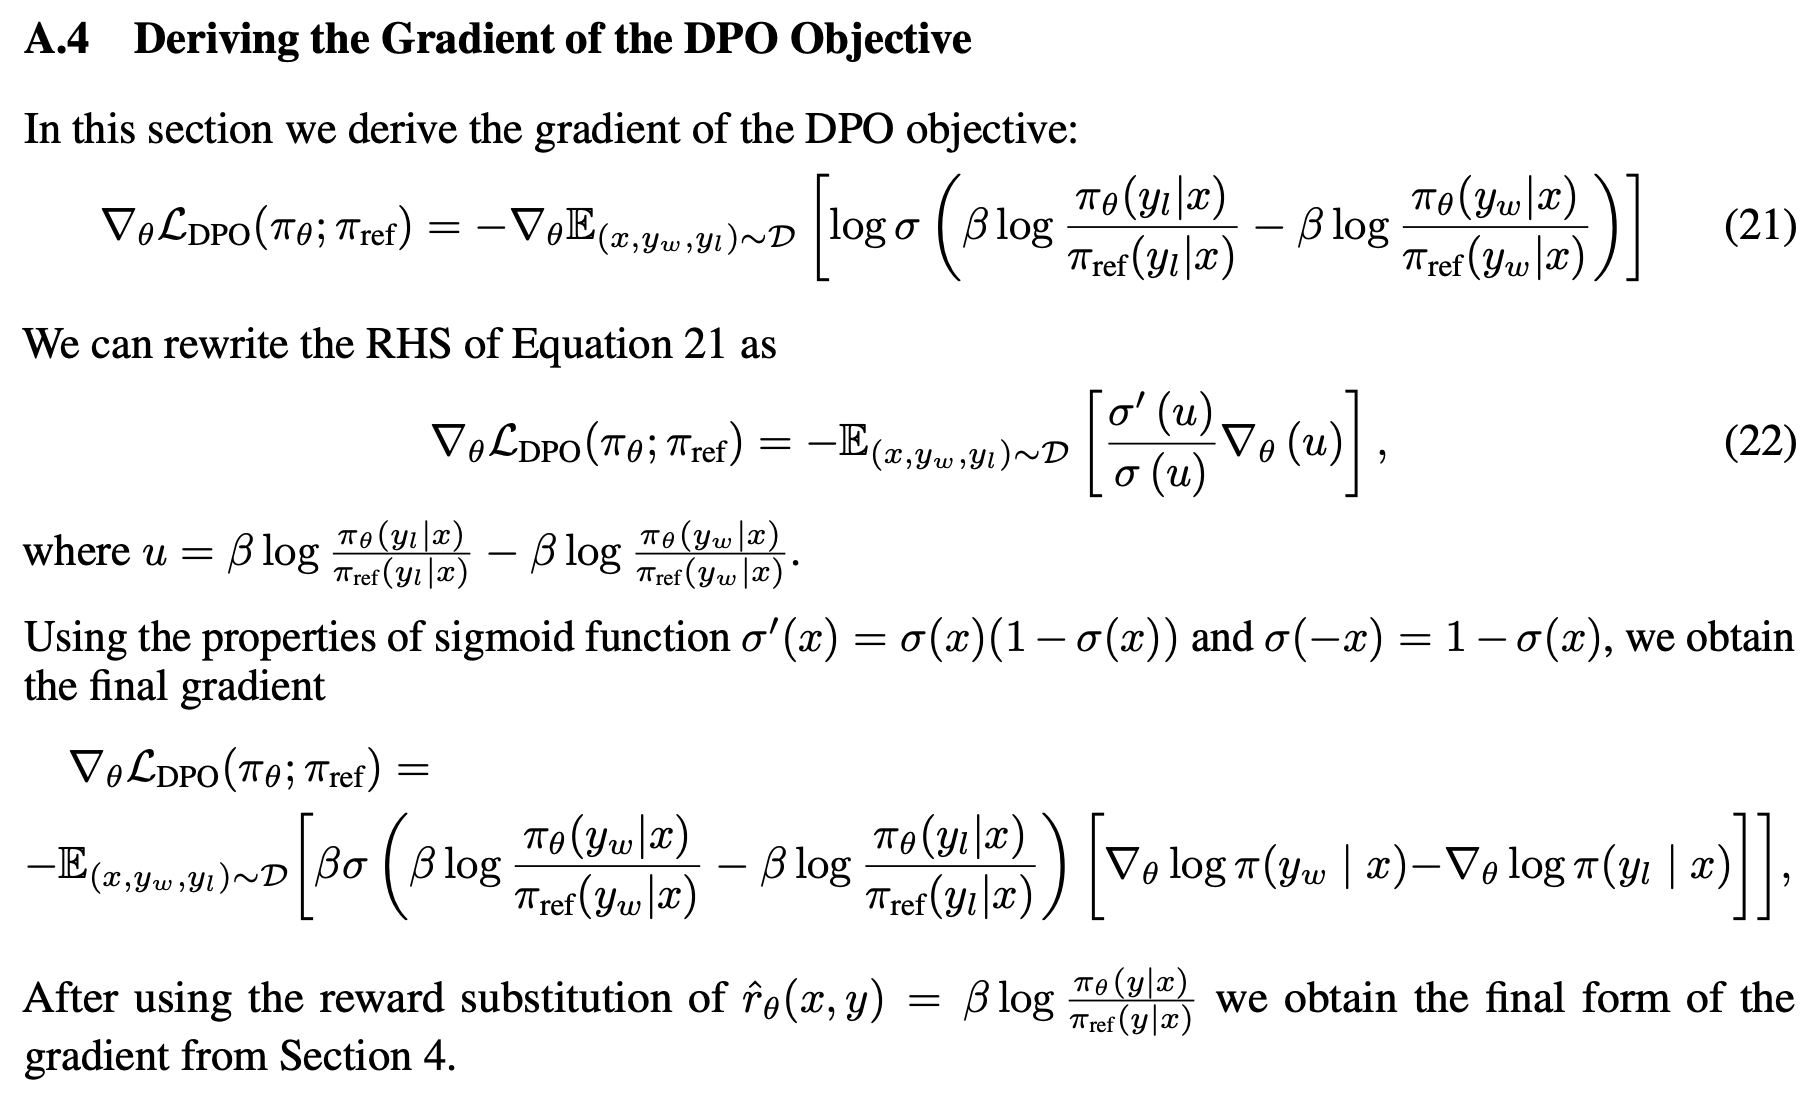 A.4 Deriving the Gradient of the DPO Objective
In this section we derive the gradient of the DPO objective:
$\nabla_\theta \mathcal{L}_{\text{DPO}}(\pi_\theta; \pi_{\text{ref}}) = -\nabla_\theta \mathbb{E}_{(x, y_w, y_l) \sim \mathcal{D}} \left[ \log \sigma \left( \beta \log \frac{\pi_\theta(y_l|x)}{\pi_{\text{ref}}(y_l|x)} - \beta \log \frac{\pi_\theta(y_w|x)}{\pi_{\text{ref}}(y_w|x)} \right) \right]$ (21)
We can rewrite the RHS of Equation 21 as
$\nabla_\theta \mathcal{L}_{\text{DPO}}(\pi_\theta; \pi_{\text{ref}}) = -\mathbb{E}_{(x, y_w, y_l) \sim \mathcal{D}} \left[ \frac{\sigma'(u)}{\sigma(u)} \nabla_\theta (u) \right],$ (22)
where $u = \beta \log \frac{\pi_\theta(y_l|x)}{\pi_{\text{ref}}(y_l|x)} - \beta \log \frac{\pi_\theta(y_w|x)}{\pi_{\text{ref}}(y_w|x)}$.
Using the properties of sigmoid function $\sigma'(x) = \sigma(x)(1 - \sigma(x))$ and $\sigma(-x) = 1 - \sigma(x)$, we obtain
the final gradient
$\nabla_\theta \mathcal{L}_{\text{DPO}}(\pi_\theta; \pi_{\text{ref}}) =$
$-\mathbb{E}_{(x, y_w, y_l) \sim \mathcal{D}} \left[ \beta \sigma \left( \beta \log \frac{\pi_\theta(y_w|x)}{\pi_{\text{ref}}(y_w|x)} - \beta \log \frac{\pi_\theta(y_l|x)}{\pi_{\text{ref}}(y_l|x)} \right) \left[ \nabla_\theta \log \pi(y_w \mid x) - \nabla_\theta \log \pi(y_l \mid x) \right] \right],$
After using the reward substitution of $\hat{r}_\theta(x, y) = \beta \log \frac{\pi_\theta(y|x)}{\pi_{\text{ref}}(y|x)}$ we obtain the final form of the
gradient from Section 4.